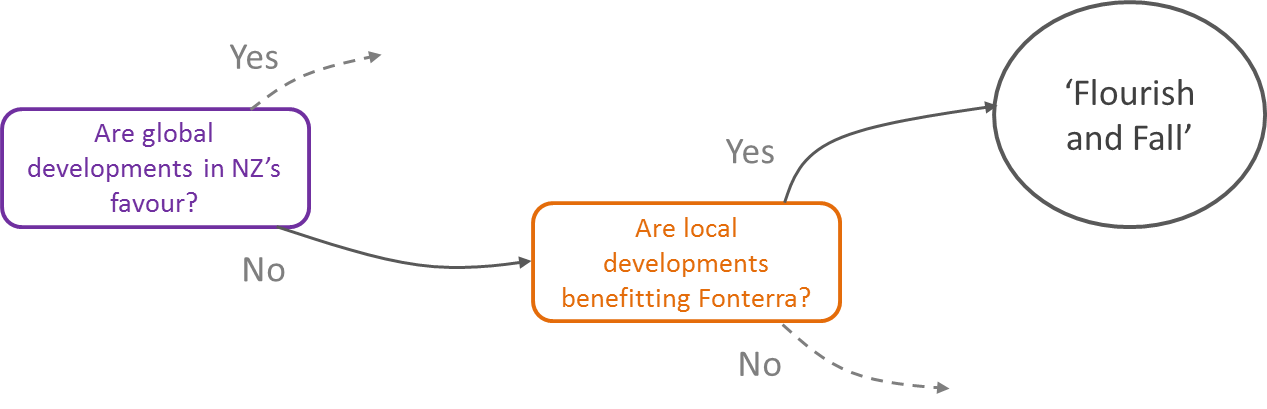 Yes
Are global
developments in NZ's
favour?
No
Are local
developments
benefitting Fonterra?
Yes
No
‘Flourish
and Fall’